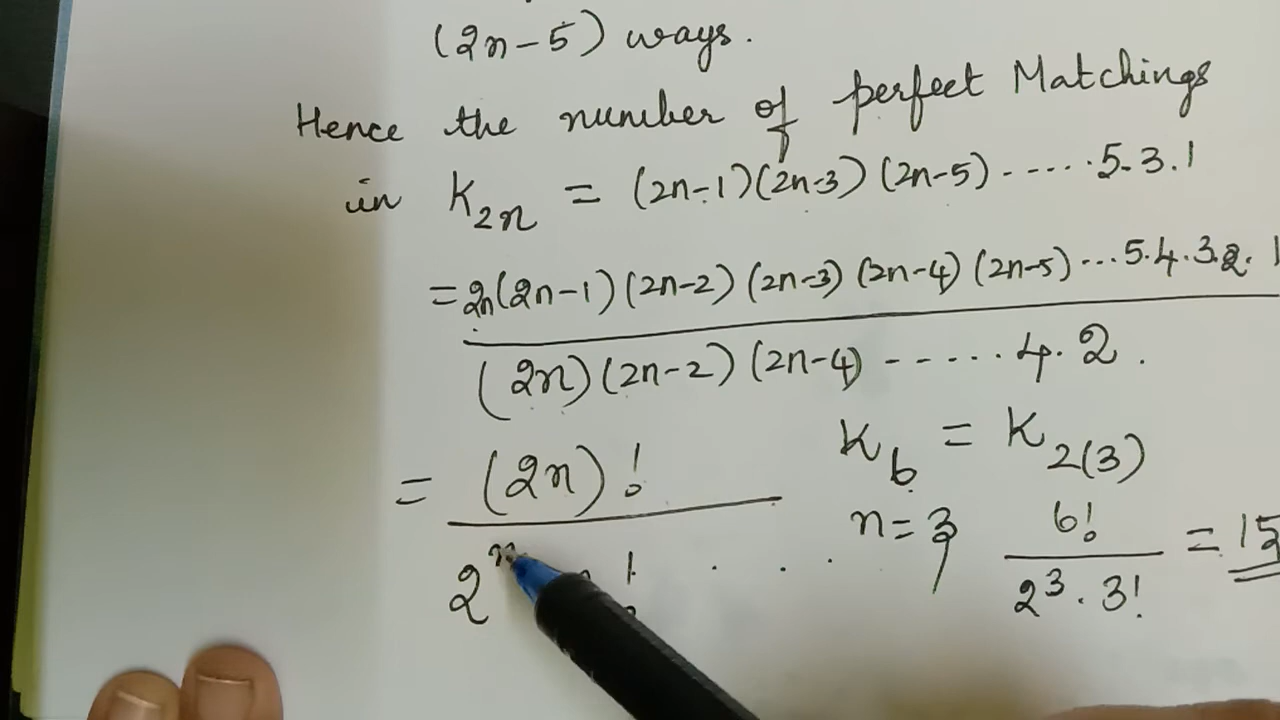 (2n-5) ways.
Hence the number of perfect Matchings
in K₂ₙ = (2n-1)(2n-3)(2n-5)-----5.3.1
= 2n(2n-1)(2n-2)(2n-3)(2n-4)(2n-5)...5.4.3.2.1
(2n)(2n-2)(2n-4)-----4.2.
= (2n)!
2ⁿ !
K₆ = K₂₍₃₎
n=3, 6! / 2³.3! = 15